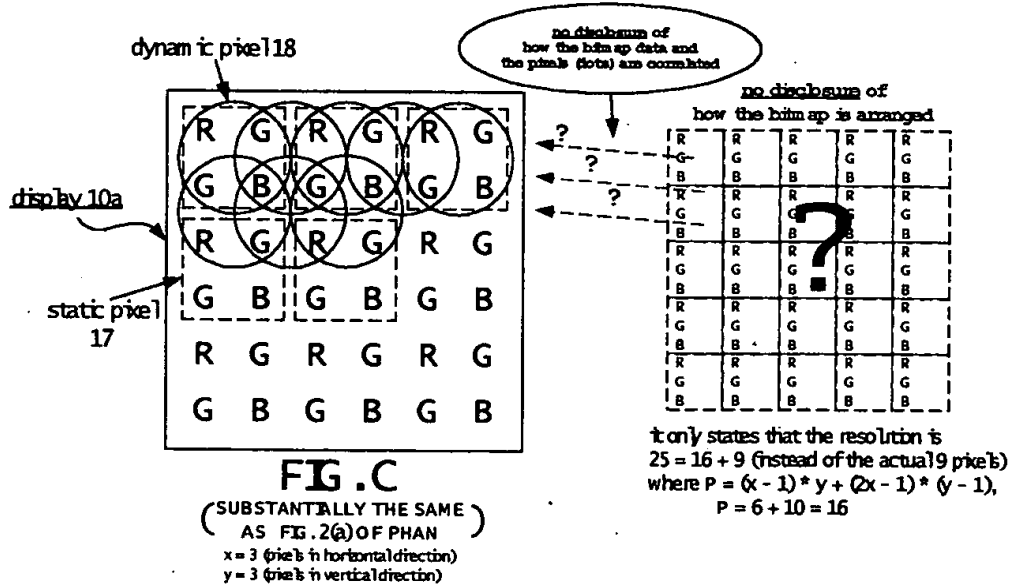 dynamic pixel 18
no disclosure of
how the bitmap data and
the pixels (dots) are correlated
no disclosure of
how the bitmap is arranged
display 10a
static pixel
17
R G R G R G
G B G B G B
R G R G R G
G B G B G B
R G R G R G
G B G B G B
?
?
?
R R R R R
G G G G G
B B B B B
R R R R R
G G G G G
B B B B B
R R R R R
G G G G G
B B B B B
R R R R R
G G G G G
B B B B B
R R R R R
G G G G G
B B B B B
?
it only states that the resolution is
25 = 16 + 9 (instead of the actual 9 pixels)
where P = (x - 1) * y + (2x - 1) * (y - 1),
P = 6 + 10 = 16
FIG. C
(SUBSTANTIALLY THE SAME
AS FIG. 2(a) OF PHAN)
x = 3 (pixels in horizontal direction)
y = 3 (pixels in vertical direction)